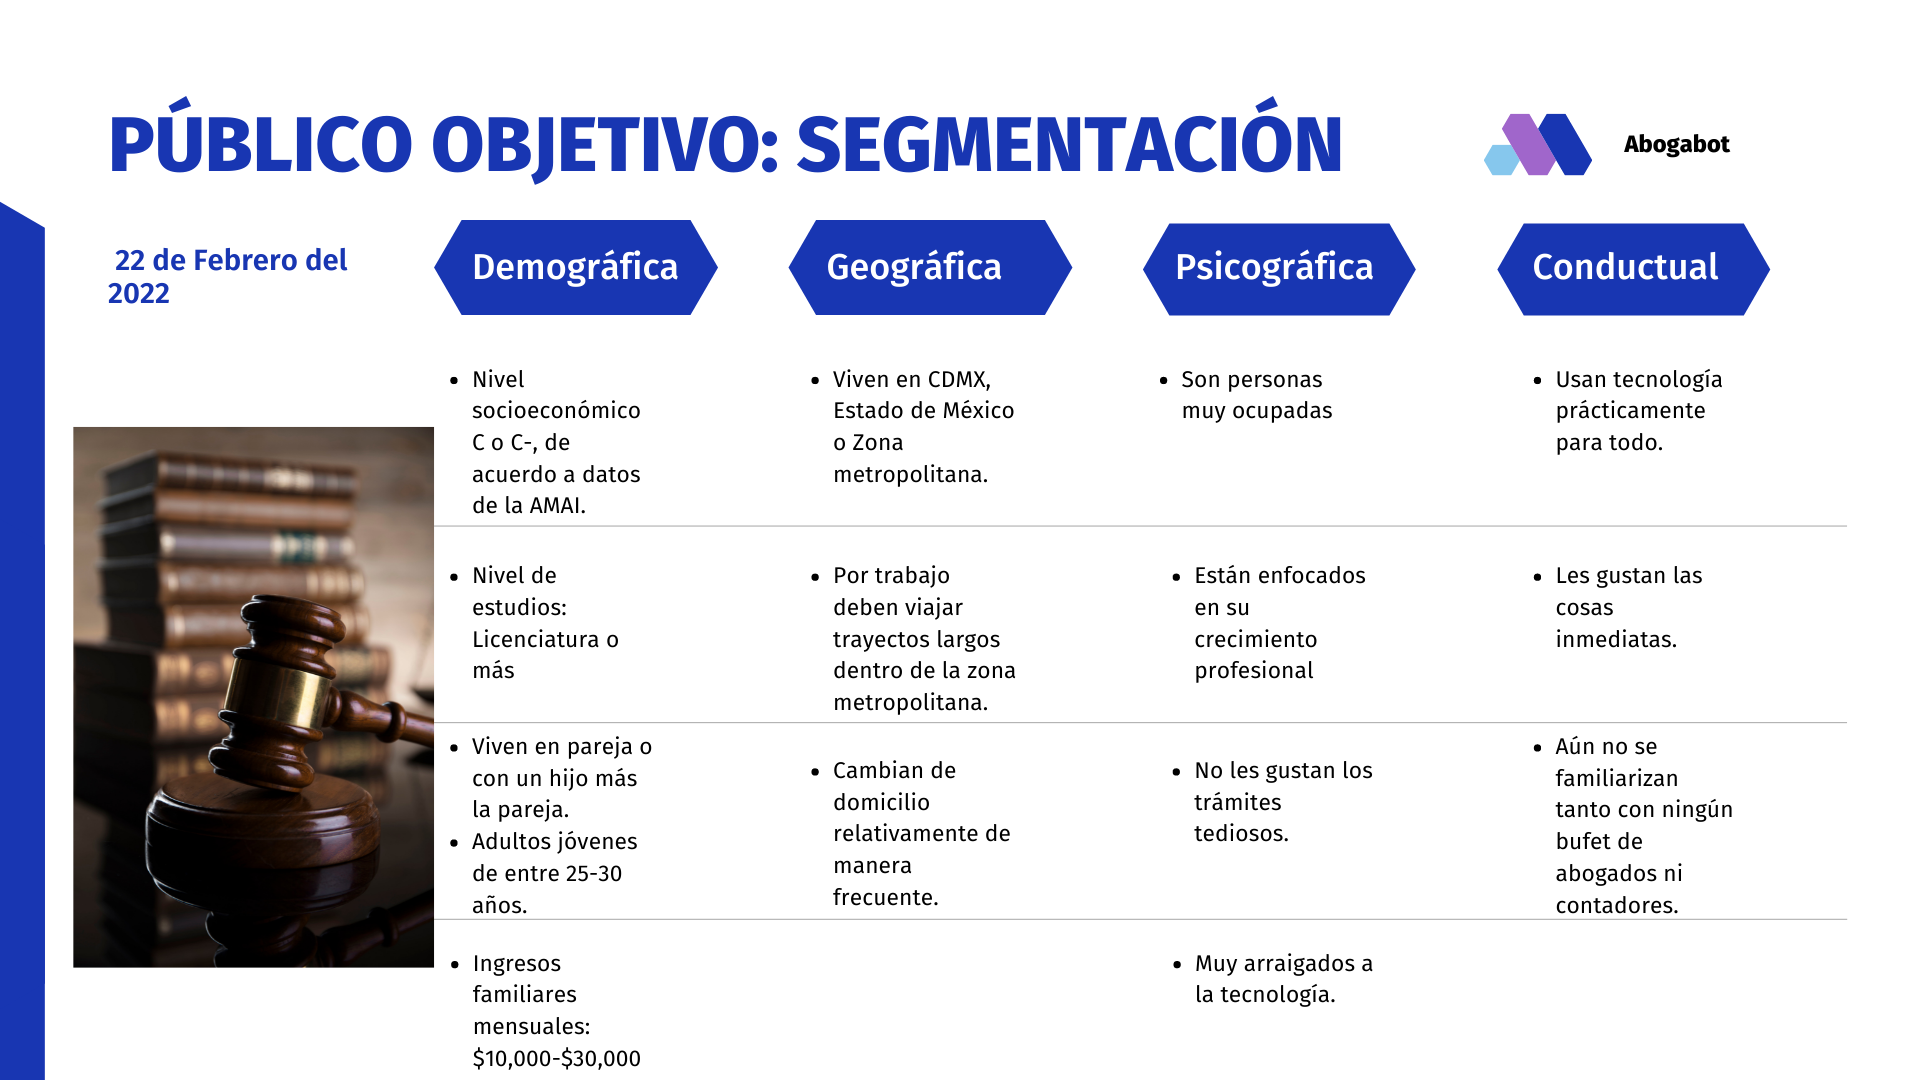 PÚBLICO OBJETIVO: SEGMENTACIÓN
Abogabot
22 de Febrero del
2022
Demográfica
Geográfica
Psicográfica
Conductual
• Nivel
socioeconómico
C o C-, de
acuerdo a datos
de la AMAI.
• Viven en CDMX,
Estado de México
o Zona
metropolitana.
• Son personas
muy ocupadas
• Usan tecnología
prácticamente
para todo.
• Nivel de
estudios:
Licenciatura o
más
• Por trabajo
deben viajar
trayectos largos
dentro de la zona
metropolitana.
• Están enfocados
en su
crecimiento
profesional
• Les gustan las
cosas
inmediatas.
• Viven en pareja o
con un hijo más
la pareja.
• Adultos jóvenes
de entre 25-30
años.
• Cambian de
domicilio
relativamente de
manera
frecuente.
• No les gustan los
trámites
tediosos.
• Aún no se
familiarizan
tanto con ningún
bufet de
abogados ni
contadores.
• Ingresos
familiares
mensuales:
$10,000-$30,000
• Muy arraigados a
la tecnología.